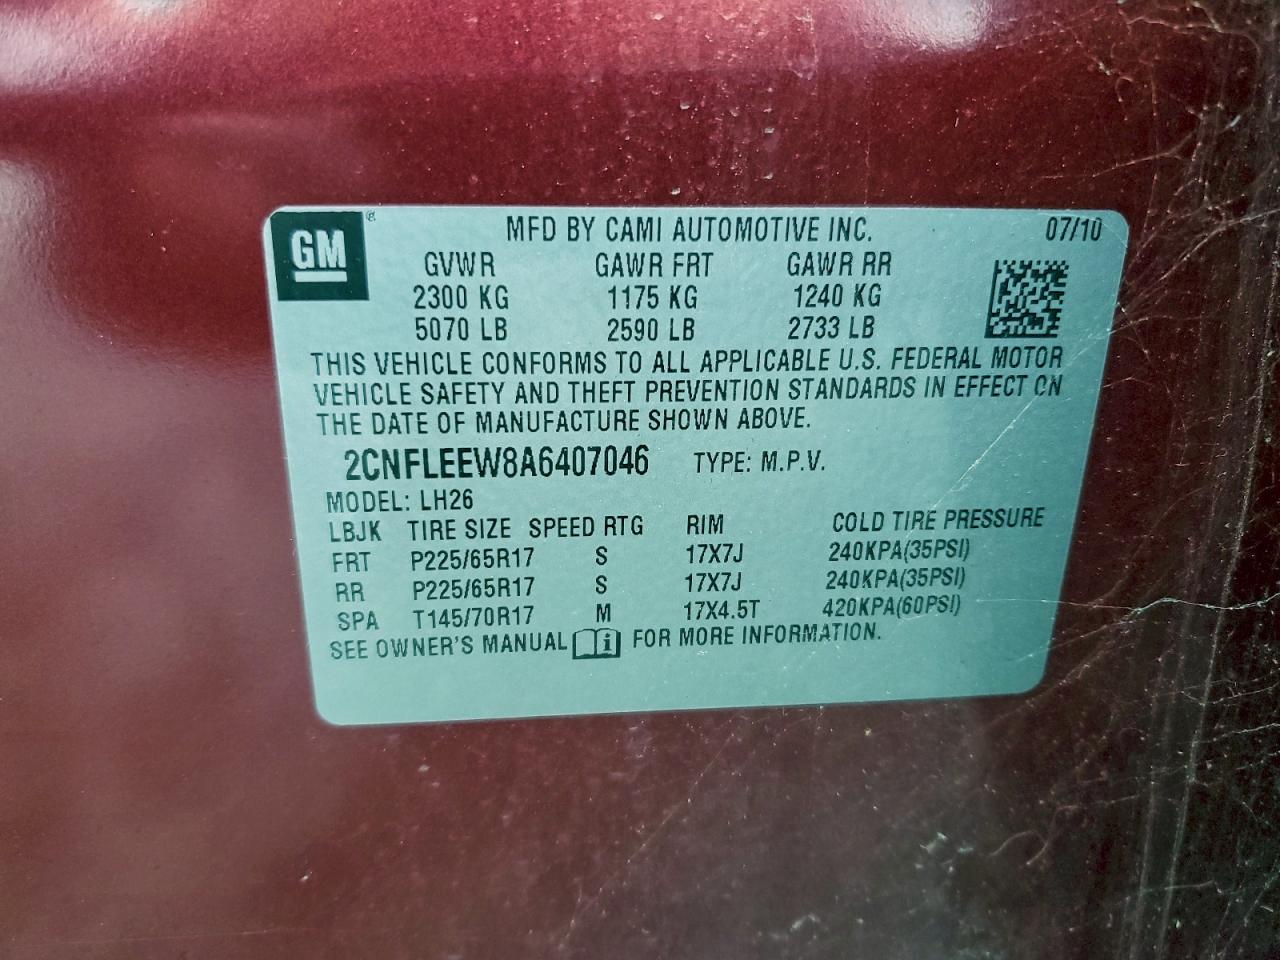 GM ® MFD BY CAMI AUTOMOTIVE INC. 07/10
GVWR GAWR FRT GAWR RR
2300 KG 1175 KG 1240 KG
5070 LB 2590 LB 2733 LB
THIS VEHICLE CONFORMS TO ALL APPLICABLE U.S. FEDERAL MOTOR
VEHICLE SAFETY AND THEFT PREVENTION STANDARDS IN EFFECT ON
THE DATE OF MANUFACTURE SHOWN ABOVE.
2CNFLEEW8A6407046 TYPE: M.P.V.
MODEL: LH26
LBJK TIRE SIZE SPEED RTG RIM COLD TIRE PRESSURE
FRT P225/65R17 S 17X7J 240KPA(35PSI)
RR P225/65R17 S 17X7J 240KPA(35PSI)
SPA T145/70R17 M 17X4.5T 420KPA(60PSI)
SEE OWNER'S MANUAL i FOR MORE INFORMATION.